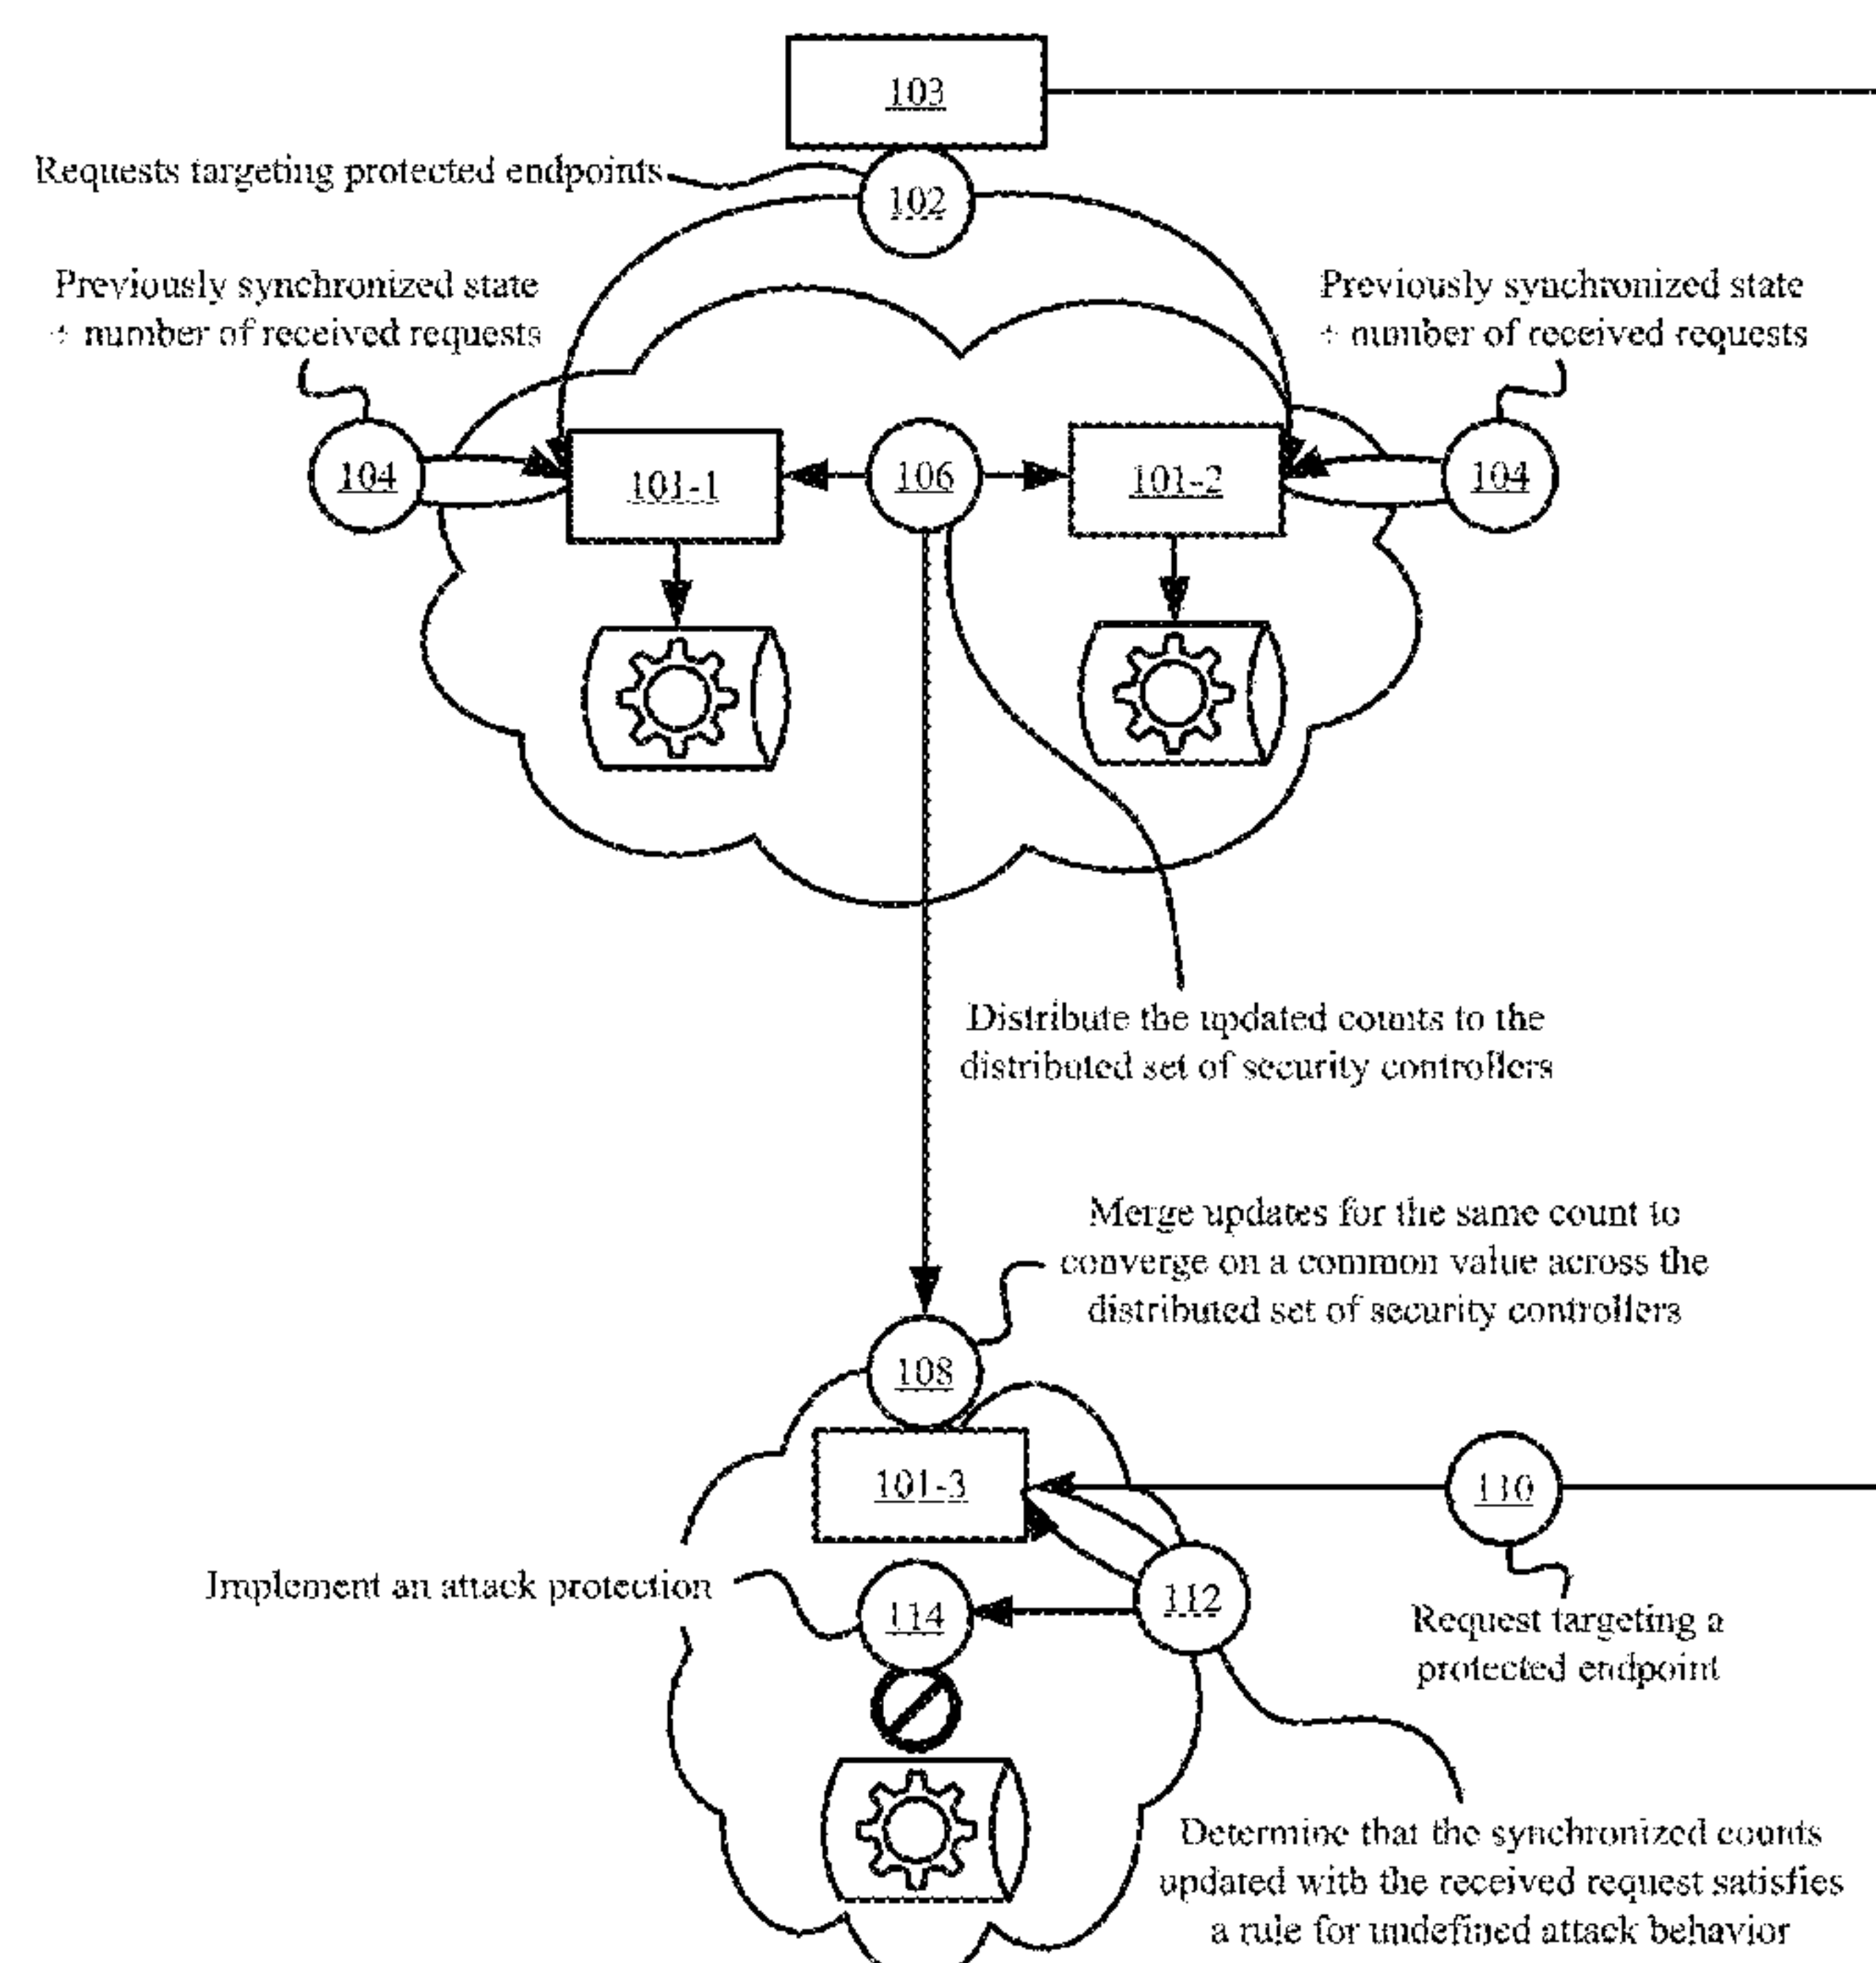 103
Requests targeting protected endpoints
102
Previously synchronized state
+ number of received requests
Previously synchronized state
+ number of received requests
104
101-1
106
101-2
104
Distribute the updated counts to the
distributed set of security controllers
Merge updates for the same count to
converge on a common value across the
distributed set of security controllers
108
101-3
110
Implement an attack protection
114
112
Request targeting a
protected endpoint
Determine that the synchronized counts
updated with the received request satisfies
a rule for undefined attack behavior